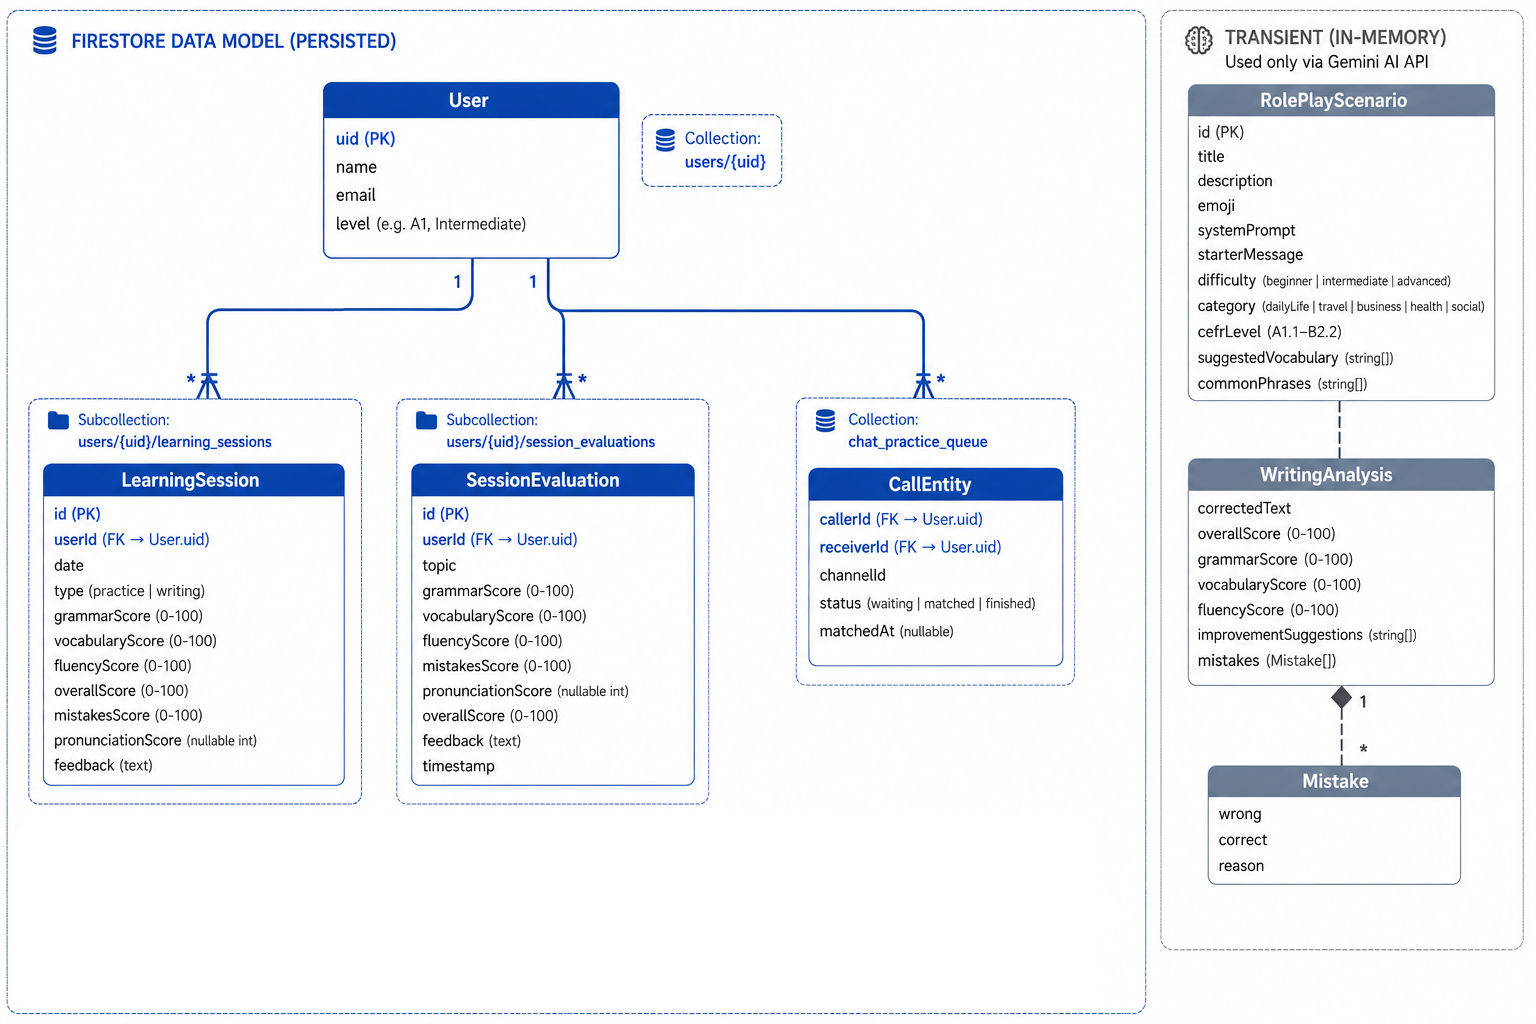 FIRESTORE DATA MODEL (PERSISTED)
User
uid (PK)
name
email
level (e.g. A1, Intermediate)
Collection:
users/{uid}
1
1
*
*
*
Subcollection:
users/{uid}/learning_sessions
LearningSession
id (PK)
userId (FK → User.uid)
date
type (practice | writing)
grammarScore (0-100)
vocabularyScore (0-100)
fluencyScore (0-100)
overallScore (0-100)
mistakesScore (0-100)
pronunciationScore (nullable int)
feedback (text)
Subcollection:
users/{uid}/session_evaluations
SessionEvaluation
id (PK)
userId (FK → User.uid)
topic
grammarScore (0-100)
vocabularyScore (0-100)
fluencyScore (0-100)
mistakesScore (0-100)
pronunciationScore (nullable int)
overallScore (0-100)
feedback (text)
timestamp
Collection:
chat_practice_queue
CallEntity
callerId (FK → User.uid)
receiverId (FK → User.uid)
channelId
status (waiting | matched | finished)
matchedAt (nullable)
TRANSIENT (IN-MEMORY)
Used only via Gemini AI API
RolePlayScenario
id (PK)
title
description
emoji
systemPrompt
starterMessage
difficulty (beginner | intermediate | advanced)
category (dailyLife | travel | business | health | social)
cefrLevel (A1.1–B2.2)
suggestedVocabulary (string[])
commonPhrases (string[])
WritingAnalysis
correctedText
overallScore (0-100)
grammarScore (0-100)
vocabularyScore (0-100)
fluencyScore (0-100)
improvementSuggestions (string[])
mistakes (Mistake[])
1
*
Mistake
wrong
correct
reason